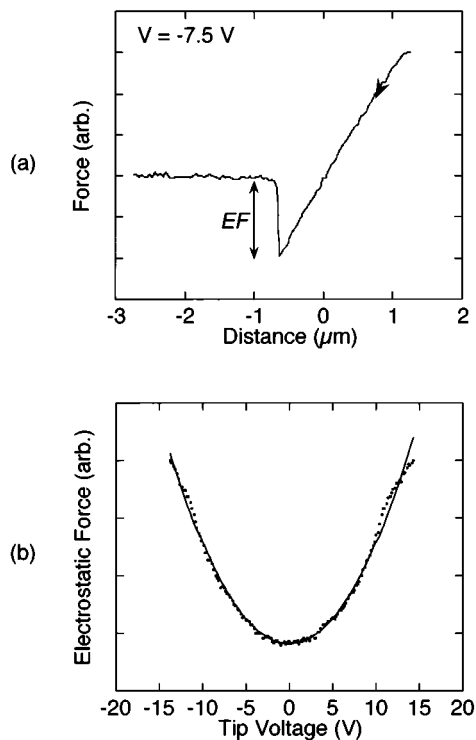 (a)
V = -7.5 V
Force (arb.)
EF
-3 -2 -1 0 1 2
Distance (μm)
(b)
Electrostatic Force (arb.)
-20 -15 -10 -5 0 5 10 15 20
Tip Voltage (V)